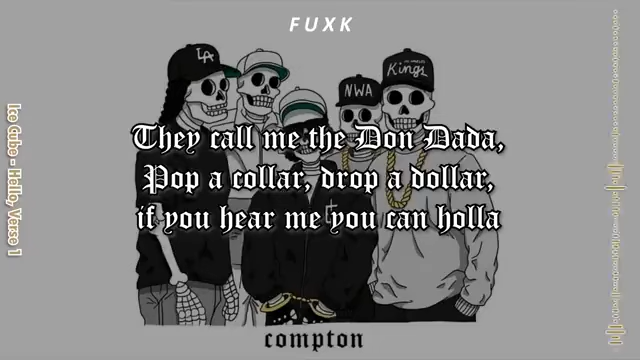 FUXK
LA
NWA
Kings
They call me the Don Dada,
Pop a collar, drop a dollar,
if you hear me you can holla
compton
Ice Cube - Hello, Verse 1